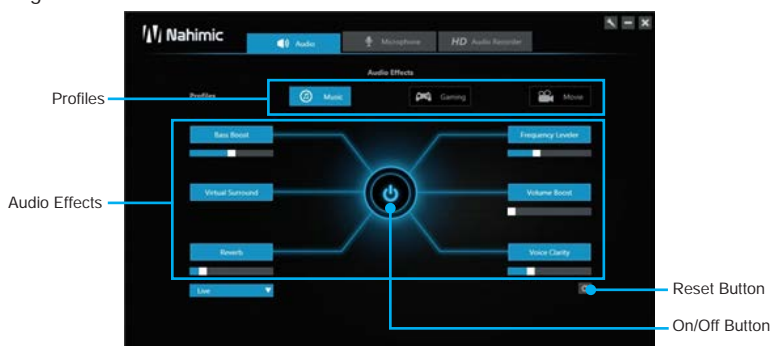 Nahimic
Audio
Microphone
HD Audio Recorder
Audio Effects
Profiles
Profiles
Music
Gaming
Movie
Bass Boost
Frequency Leveler
Audio Effects
Virtual Surround
Volume Boost
Reverb
Voice Clarity
Live
Reset Button
On/Off Button